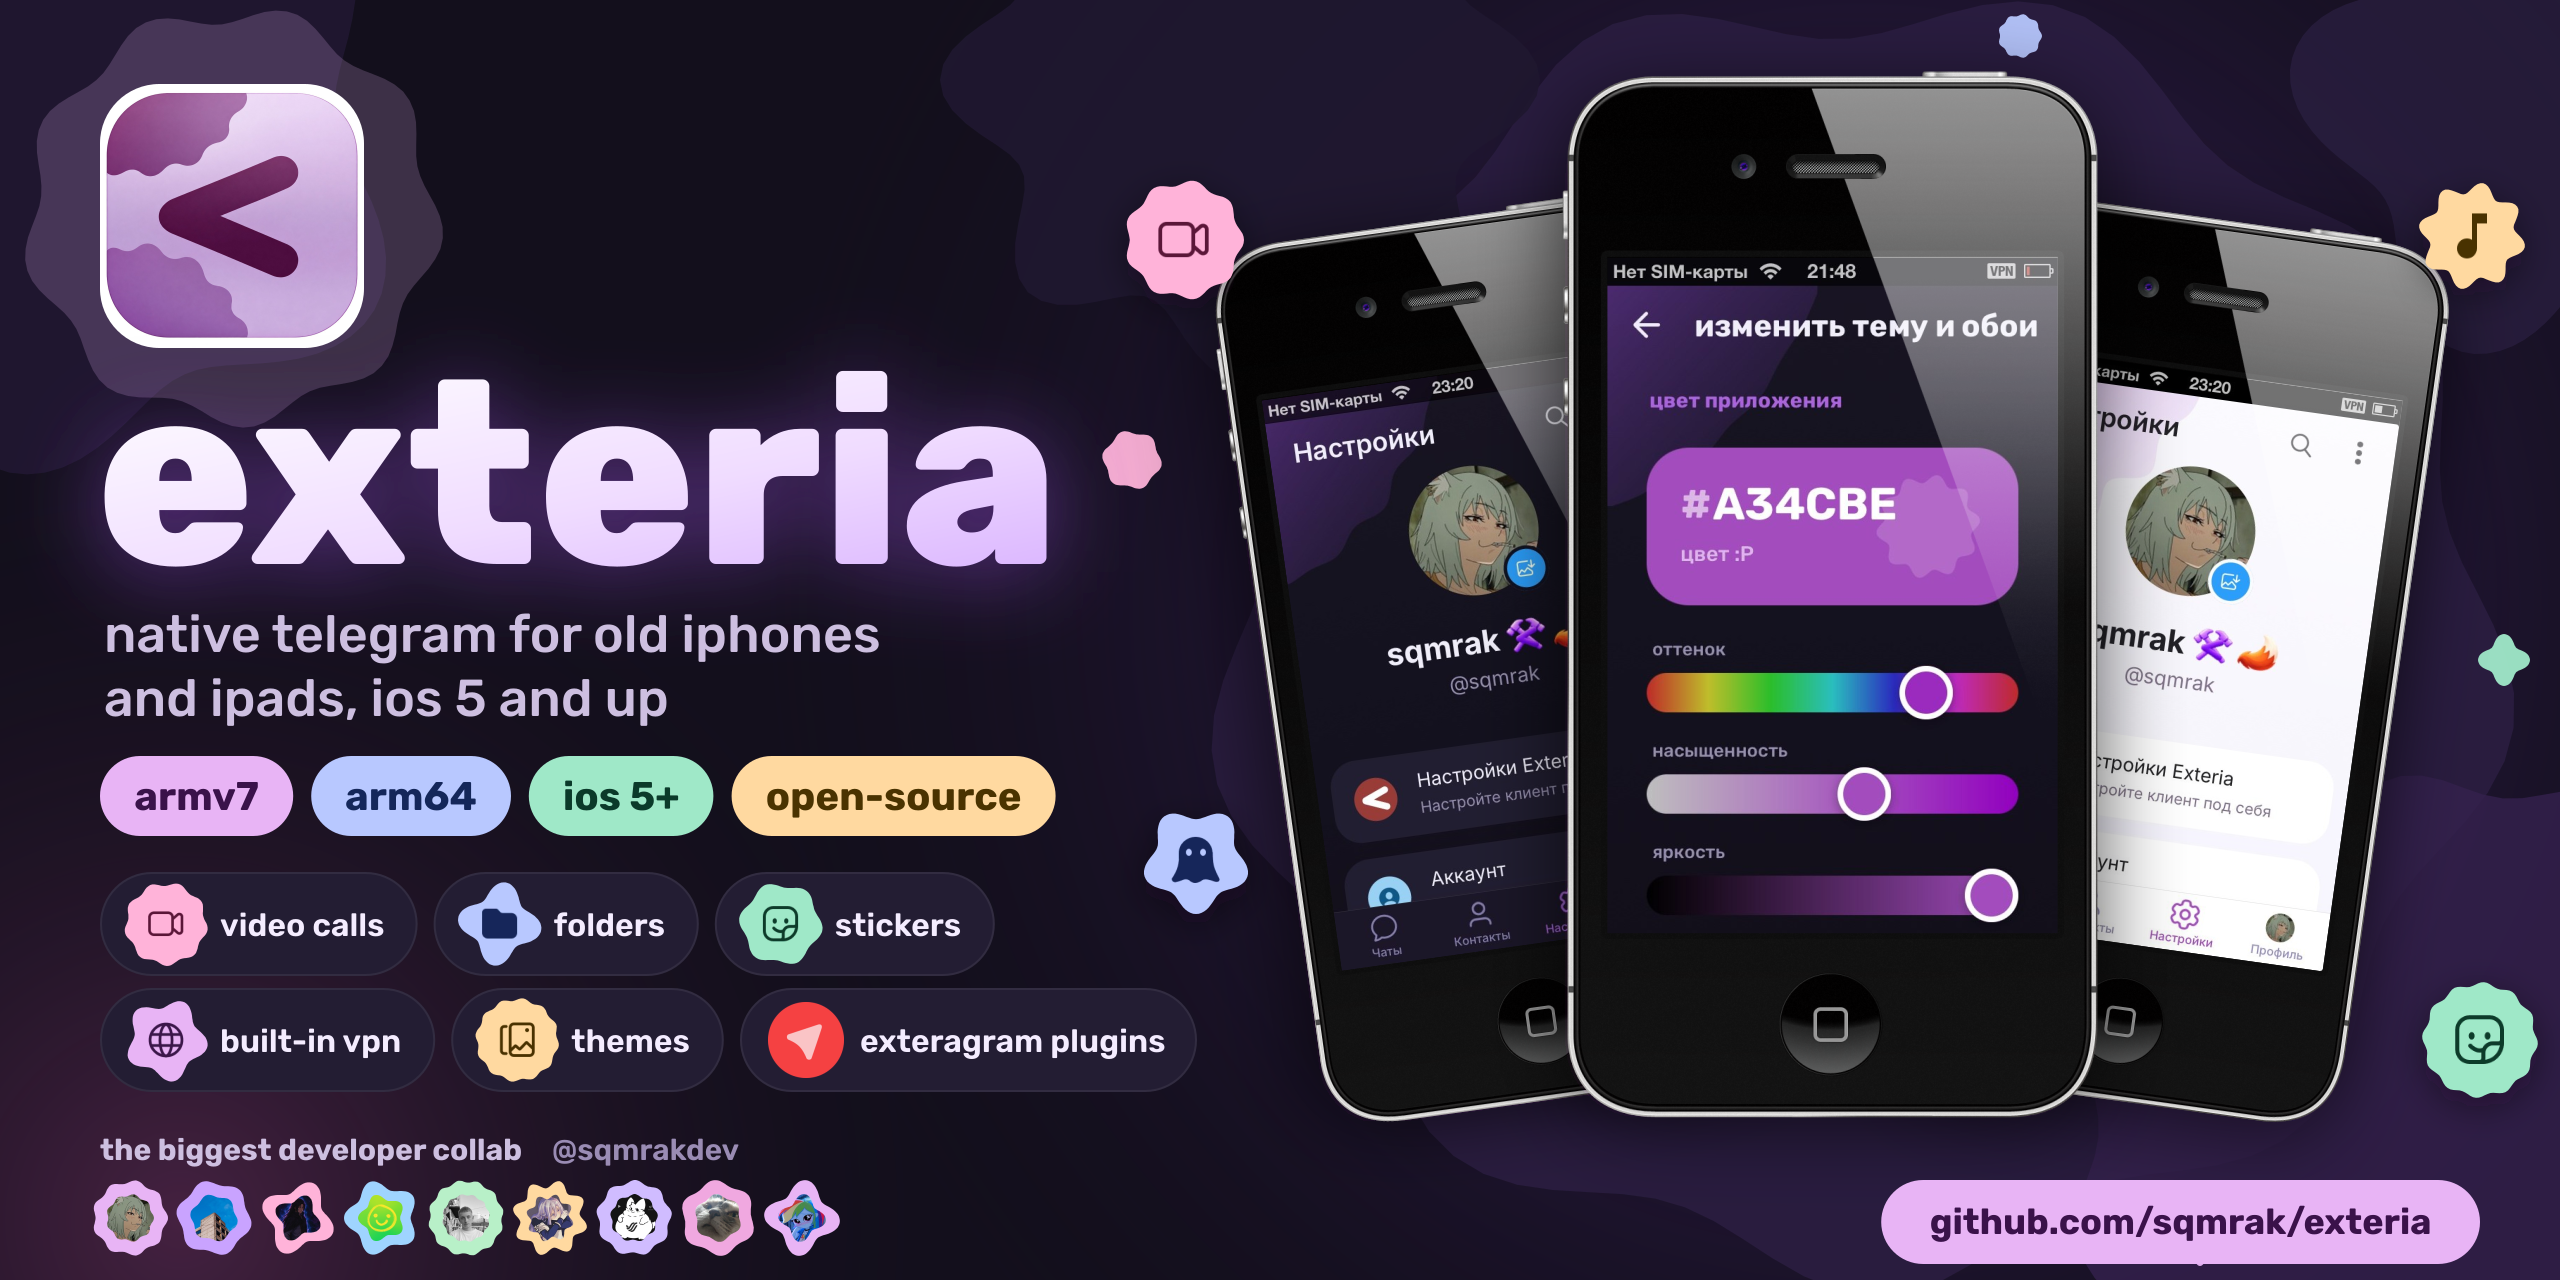 exteria
native telegram for old iphones
and ipads, ios 5 and up
armv7
arm64
ios 5+
open-source
video calls
folders
stickers
built-in vpn
themes
exteragram plugins
the biggest developer collab @sqmrakdev
Нет SIM-карты 23:20
Настройки
sqmrak
@sqmrak
Настройки Exter
Настройте клиент п
Аккаунт
Чаты
Контакты
Нас
Нет SIM-карты 21:48 VPN
изменить тему и обои
цвет приложения
#A34CBE
цвет :P
оттенок
насыщенность
яркость
карты 23:20 VPN
тройки
qmrak
@sqmrak
стройки Exteria
ройте клиент под себя
унт
ты
Настройки
Профиль
github.com/sqmrak/exteria